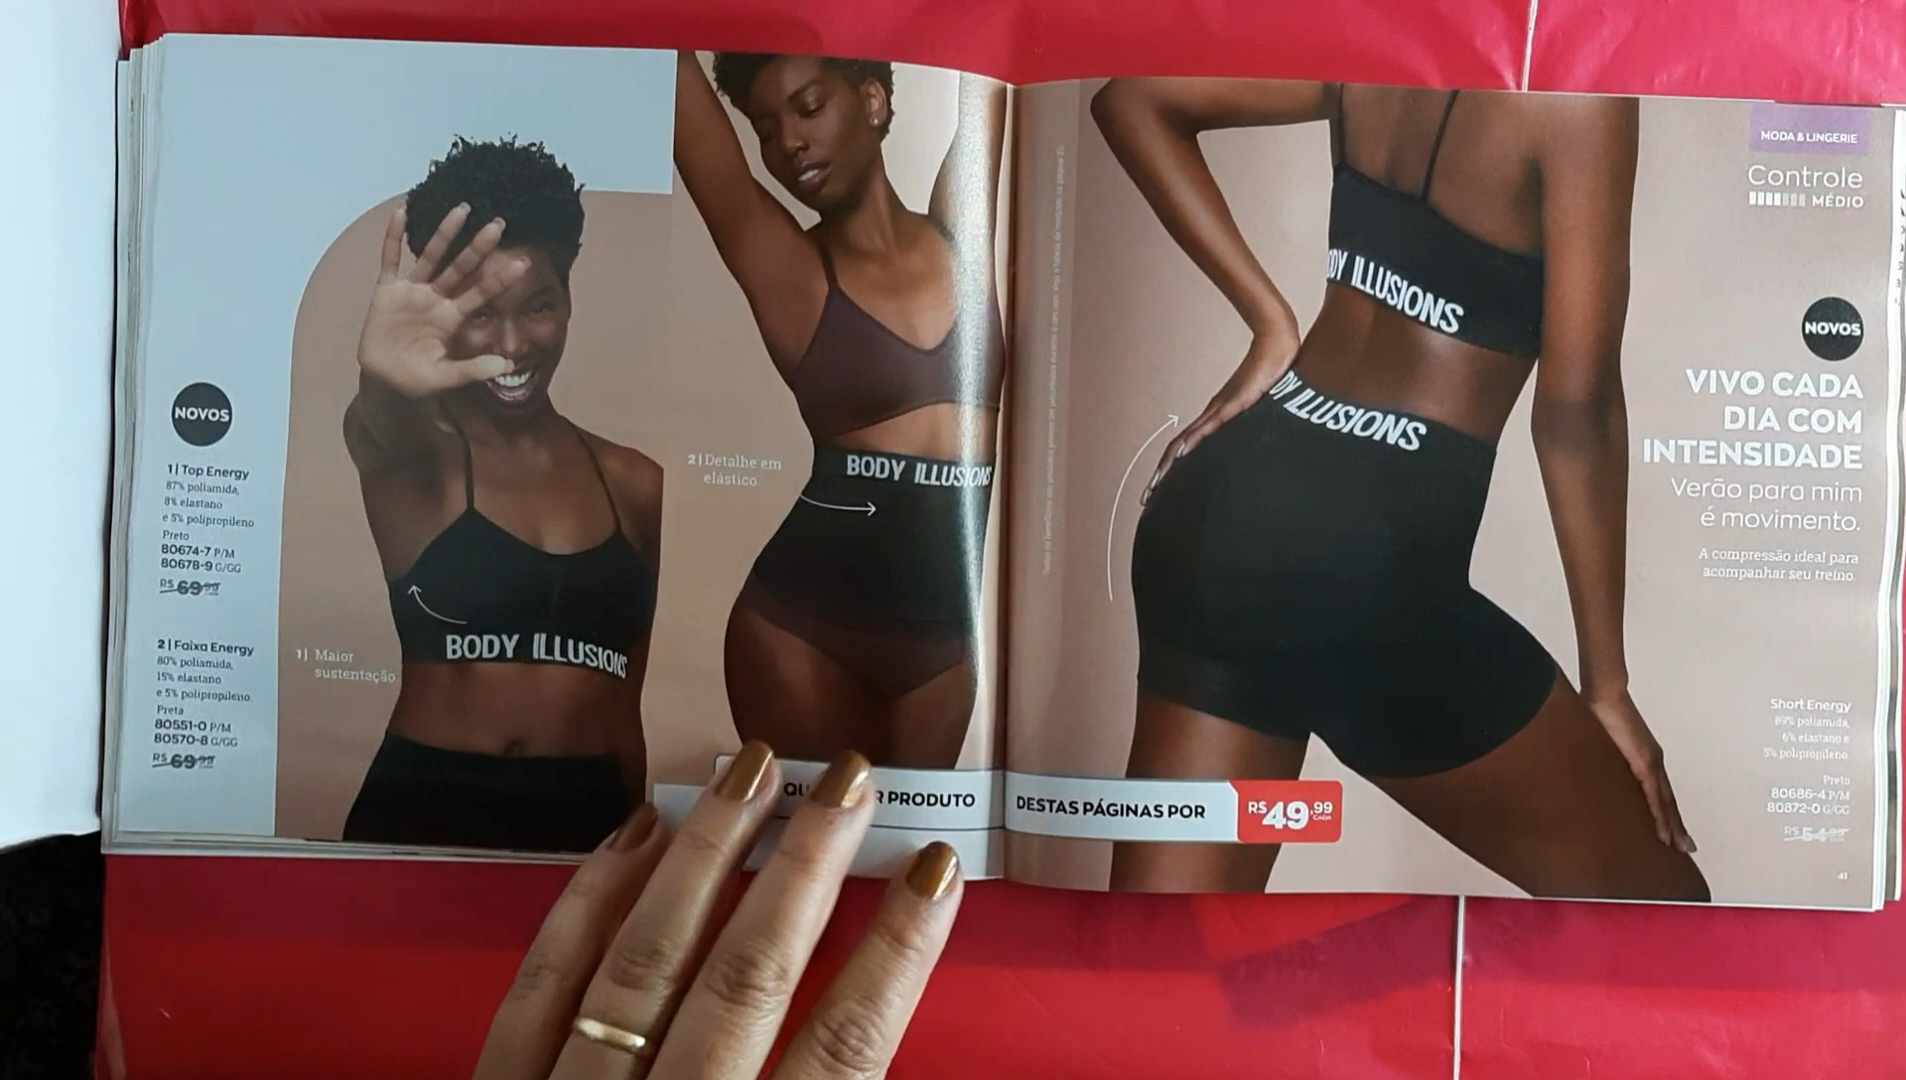 NOVOS
1 | Top Energy
87% poliamida,
8% elastano
e 5% polipropileno
Preto
80674-7 P/M
80678-9 G/GG
R$ 69,99
2 | Faixa Energy
80% poliamida,
15% elastano
e 5% polipropileno.
Preta
80551-0 P/M
80570-8 G/GG
R$ 69,99
1| Maior
sustentação
BODY ILLUSIONS
2| Detalhe em
elástico
BODY ILLUSIONS
PRODUTO
DESTAS PÁGINAS POR
R$ 49,99
CADA
DY ILLUSIONS
DY ILLUSIONS
MODA & LINGERIE
Controle
MÉDIO
NOVOS
VIVO CADA
DIA COM
INTENSIDADE
Verão para mim
é movimento.
A compressão ideal para
acompanhar seu treino.
Short Energy
89% poliamida,
6% elastano e
5% polipropileno.
Preto
80686-4 P/M
80872-0 G/GG
R$ 54,99
41